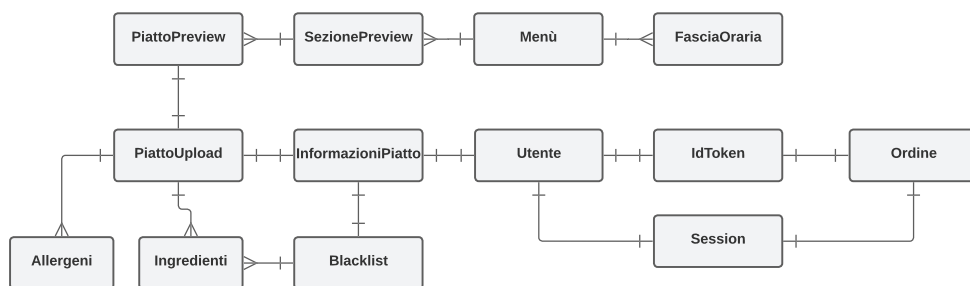 PiattoPreview
SezionePreview
Menù
FasciaOraria
PiattoUpload
InformazioniPiatto
Utente
IdToken
Ordine
Session
Allergeni
Ingredienti
Blacklist